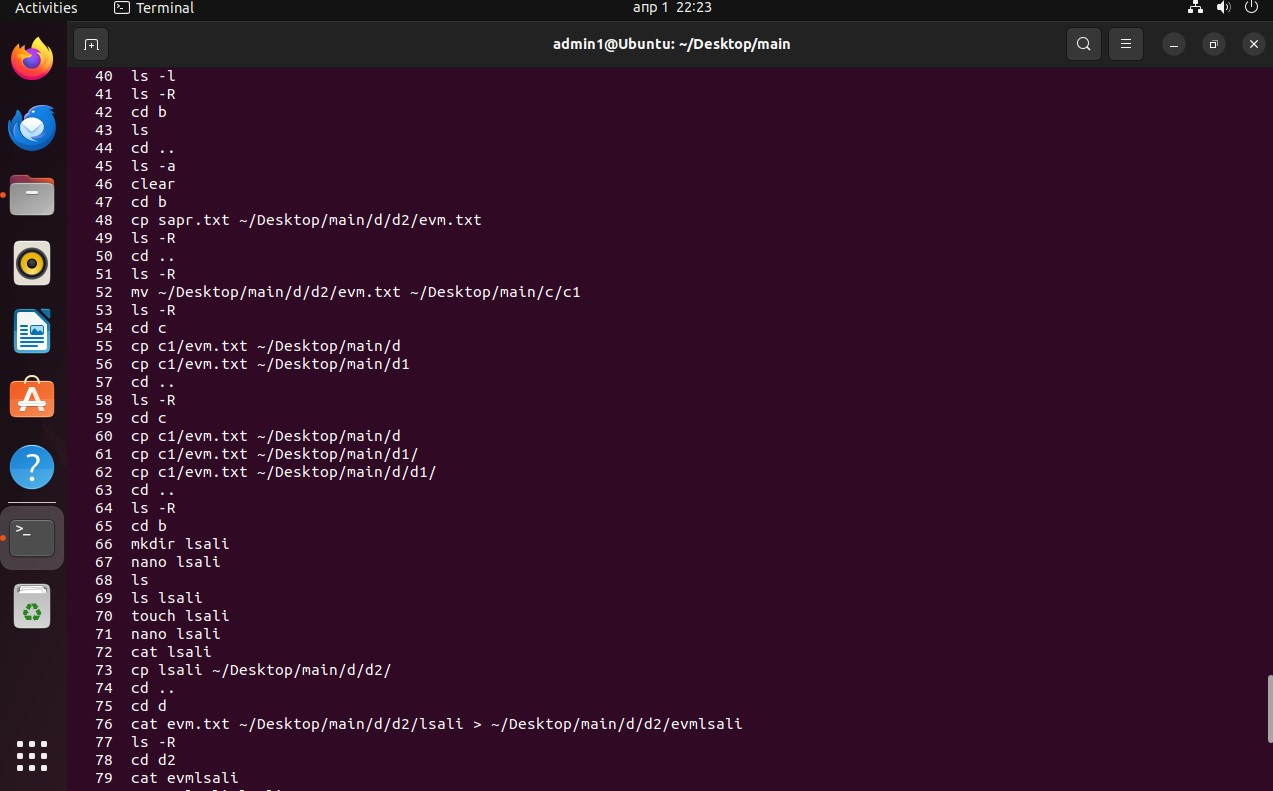 Activities
Terminal
апр 1 22:23
admin1@Ubuntu: ~/Desktop/main
40 ls -l
41 ls -R
42 cd b
43 ls
44 cd ..
45 ls -a
46 clear
47 cd b
48 cp sapr.txt ~/Desktop/main/d/d2/evm.txt
49 ls -R
50 cd ..
51 ls -R
52 mv ~/Desktop/main/d/d2/evm.txt ~/Desktop/main/c/c1
53 ls -R
54 cd c
55 cp c1/evm.txt ~/Desktop/main/d
56 cp c1/evm.txt ~/Desktop/main/d1
57 cd ..
58 ls -R
59 cd c
60 cp c1/evm.txt ~/Desktop/main/d
61 cp c1/evm.txt ~/Desktop/main/d1/
62 cp c1/evm.txt ~/Desktop/main/d/d1/
63 cd ..
64 ls -R
65 cd b
66 mkdir lsali
67 nano lsali
68 ls
69 ls lsali
70 touch lsali
71 nano lsali
72 cat lsali
73 cp lsali ~/Desktop/main/d/d2/
74 cd ..
75 cd d
76 cat evm.txt ~/Desktop/main/d/d2/lsali > ~/Desktop/main/d/d2/evmlsali
77 ls -R
78 cd d2
79 cat evmlsali